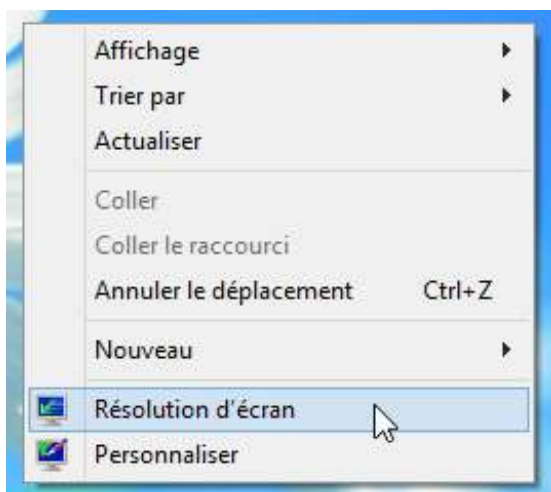 Affichage
Trier par
Actualiser
Coller
Coller le raccourci
Annuler le déplacement Ctrl+Z
Nouveau
Résolution d'écran
Personnaliser